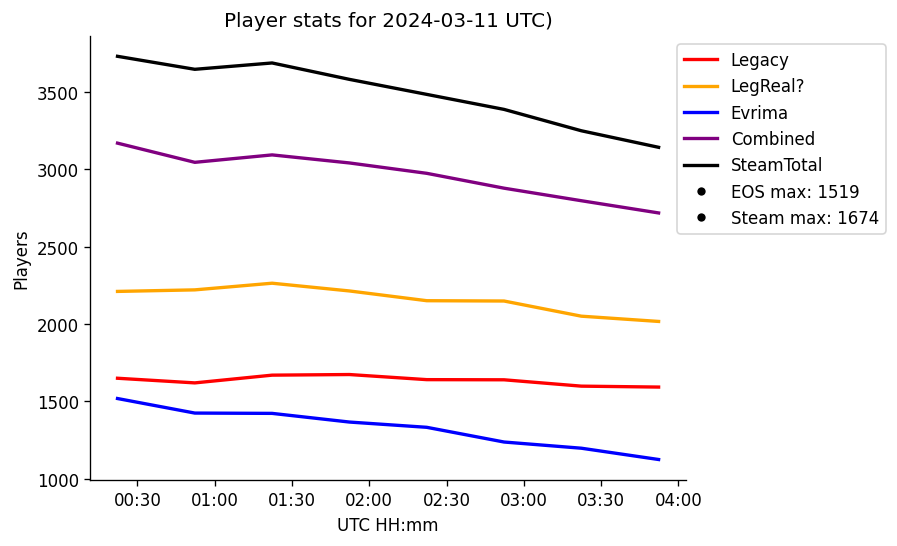 Player stats for 2024-03-11 UTC)
Legacy
LegReal?
Evrima
Combined
SteamTotal
EOS max: 1519
Steam max: 1674
Players
3500
3000
2500
2000
1500
1000
00:30 01:00 01:30 02:00 02:30 03:00 03:30 04:00
UTC HH:mm